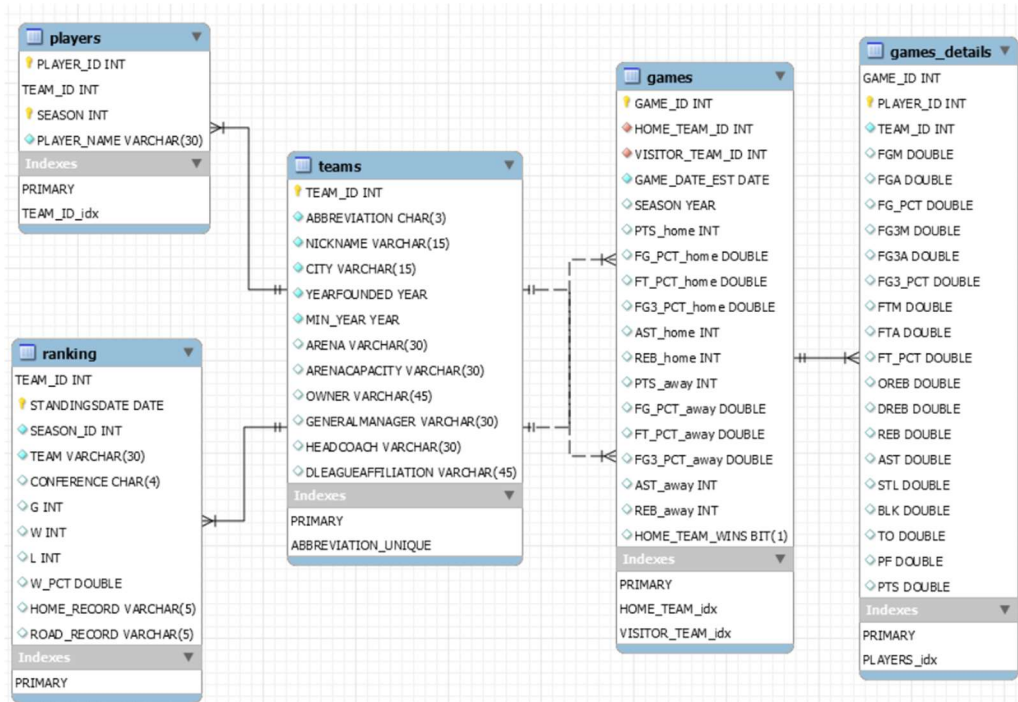 players
PLAYER_ID INT
TEAM_ID INT
SEASON INT
PLAYER_NAME VARCHAR(30)
Indexes
PRIMARY
TEAM_ID_idx
ranking
TEAM_ID INT
STANDINGSDATE DATE
SEASON_ID INT
TEAM VARCHAR(30)
CONFERENCE CHAR(4)
G INT
W INT
L INT
W_PCT DOUBLE
HOME_RECORD VARCHAR(5)
ROAD_RECORD VARCHAR(5)
Indexes
PRIMARY
teams
TEAM_ID INT
ABBREVIATION CHAR(3)
NICKNAME VARCHAR(15)
CITY VARCHAR(15)
YEARFOUNDED YEAR
MIN_YEAR YEAR
ARENA VARCHAR(30)
ARENACAPACITY VARCHAR(30)
OWNER VARCHAR(45)
GENERALMANAGER VARCHAR(30)
HEADCOACH VARCHAR(30)
DLEAGUEAFFILIATION VARCHAR(45)
Indexes
PRIMARY
ABBREVIATION_UNIQUE
games
GAME_ID INT
HOME_TEAM_ID INT
VISITOR_TEAM_ID INT
GAME_DATE_EST DATE
SEASON YEAR
PTS_home INT
FG_PCT_home DOUBLE
FT_PCT_home DOUBLE
FG3_PCT_home DOUBLE
AST_home INT
REB_home INT
PTS_away INT
FG_PCT_away DOUBLE
FT_PCT_away DOUBLE
FG3_PCT_away DOUBLE
AST_away INT
REB_away INT
HOME_TEAM_WINS BIT(1)
Indexes
PRIMARY
HOME_TEAM_idx
VISITOR_TEAM_idx
games_details
GAME_ID INT
PLAYER_ID INT
TEAM_ID INT
FGM DOUBLE
FGA DOUBLE
FG_PCT DOUBLE
FG3M DOUBLE
FG3A DOUBLE
FG3_PCT DOUBLE
FTM DOUBLE
FTA DOUBLE
FT_PCT DOUBLE
OREB DOUBLE
DREB DOUBLE
REB DOUBLE
AST DOUBLE
STL DOUBLE
BLK DOUBLE
TO DOUBLE
PF DOUBLE
PTS DOUBLE
Indexes
PRIMARY
PLAYERS_idx